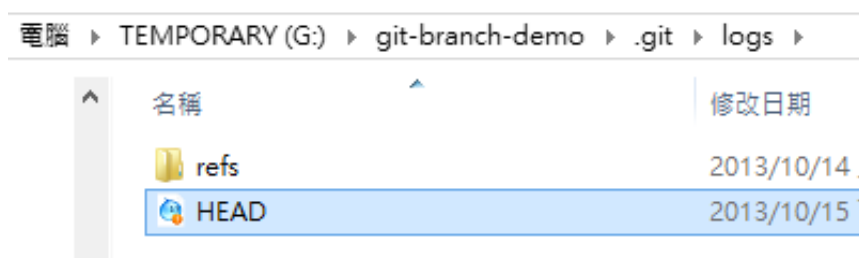 電腦 ▸ TEMPORARY (G:) ▸ git-branch-demo ▸ .git ▸ logs ▸
名稱 修改日期
refs 2013/10/14
HEAD 2013/10/15